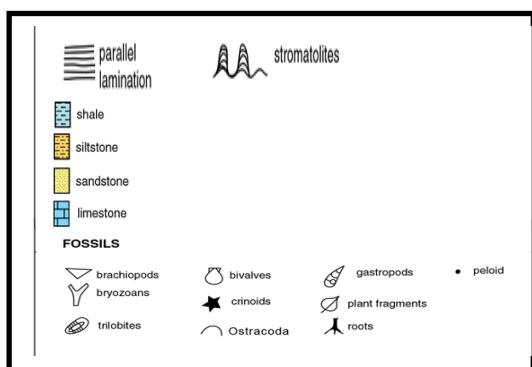 parallel
lamination
stromatolites
shale
siltstone
sandstone
limestone
FOSSILS
brachiopods
bivalves
gastropods
peloid
bryozoans
crinoids
plant fragments
trilobites
Ostracoda
roots